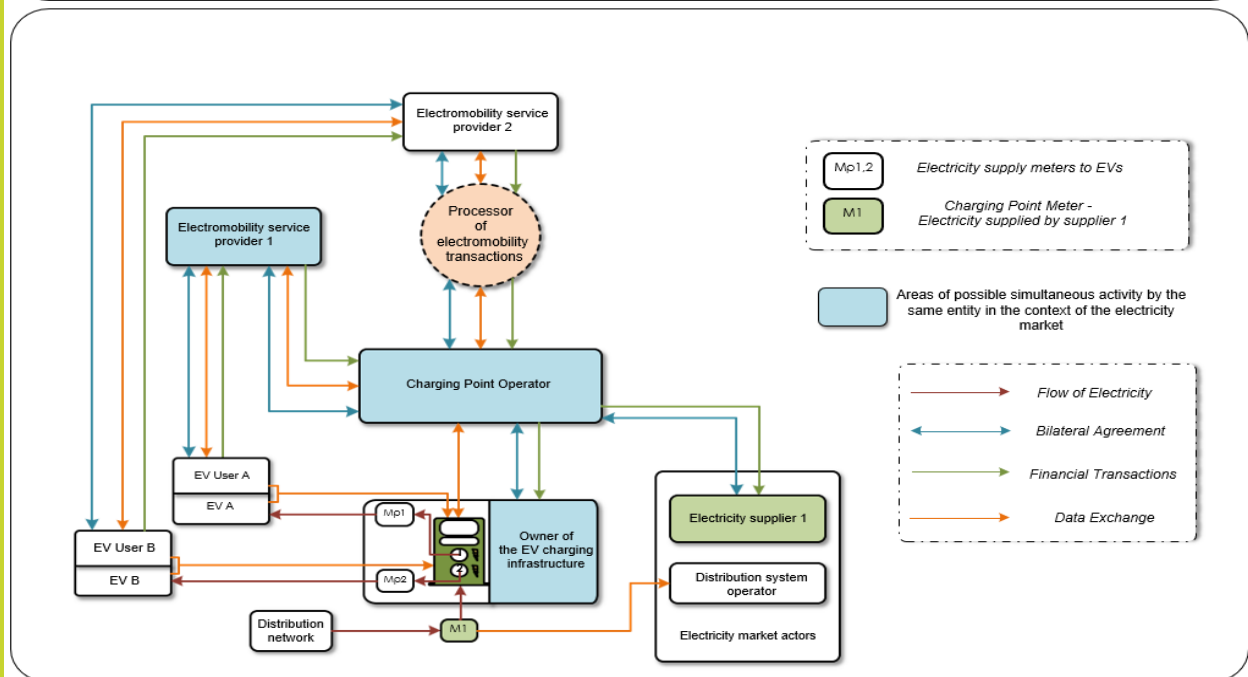 Electromobility service
provider 2
Processor
of
electromobility
transactions
Electromobility service
provider 1
Charging Point Operator
EV User A
EV A
EV User B
EV B
Mp1
Mp2
Owner of
the EV charging
infrastructure
Distribution
network
M1
Electricity supplier 1
Distribution system
operator
Electricity market actors
Mp1,2
Electricity supply meters to EVs
M1
Charging Point Meter -
Electricity supplied by supplier 1
Areas of possible simultaneous activity by the
same entity in the context of the electricity
market
Flow of Electricity
Bilateral Agreement
Financial Transactions
Data Exchange